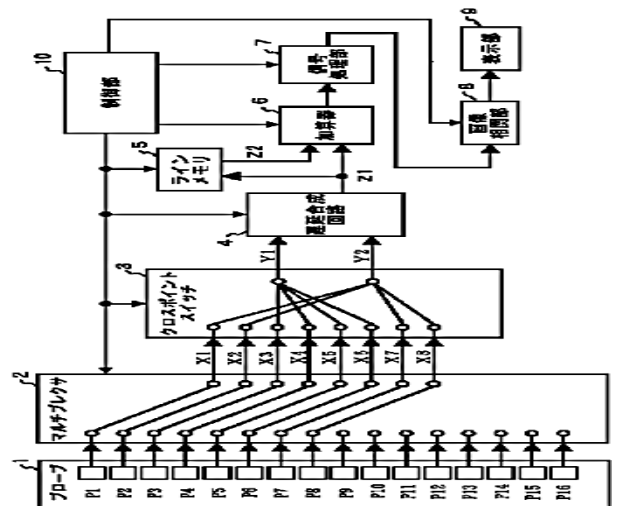 10
制御部
7
信号
処理部
9
表示部
6
加算器
8
画像
相関部
5
ライン
メモリ
Z2
Z1
4
遅延合成
回路
Y1
Y2
3
クロスポイント
スイッチ
X1
X2
X3
X4
X5
X6
X7
X8
2
マルチプレクサ
1
プローブ
P1
P2
P3
P4
P5
P6
P7
P8
P9
P10
P11
P12
P13
P14
P15
P16